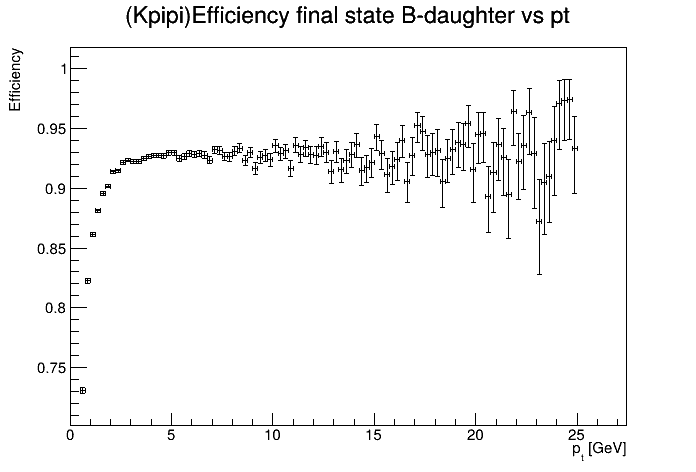 (Kpipi)Efficiency final state B-daughter vs pt
Efficiency
1
0.95
0.9
0.85
0.8
0.75
0 5 10 15 20 25
p_t [GeV]